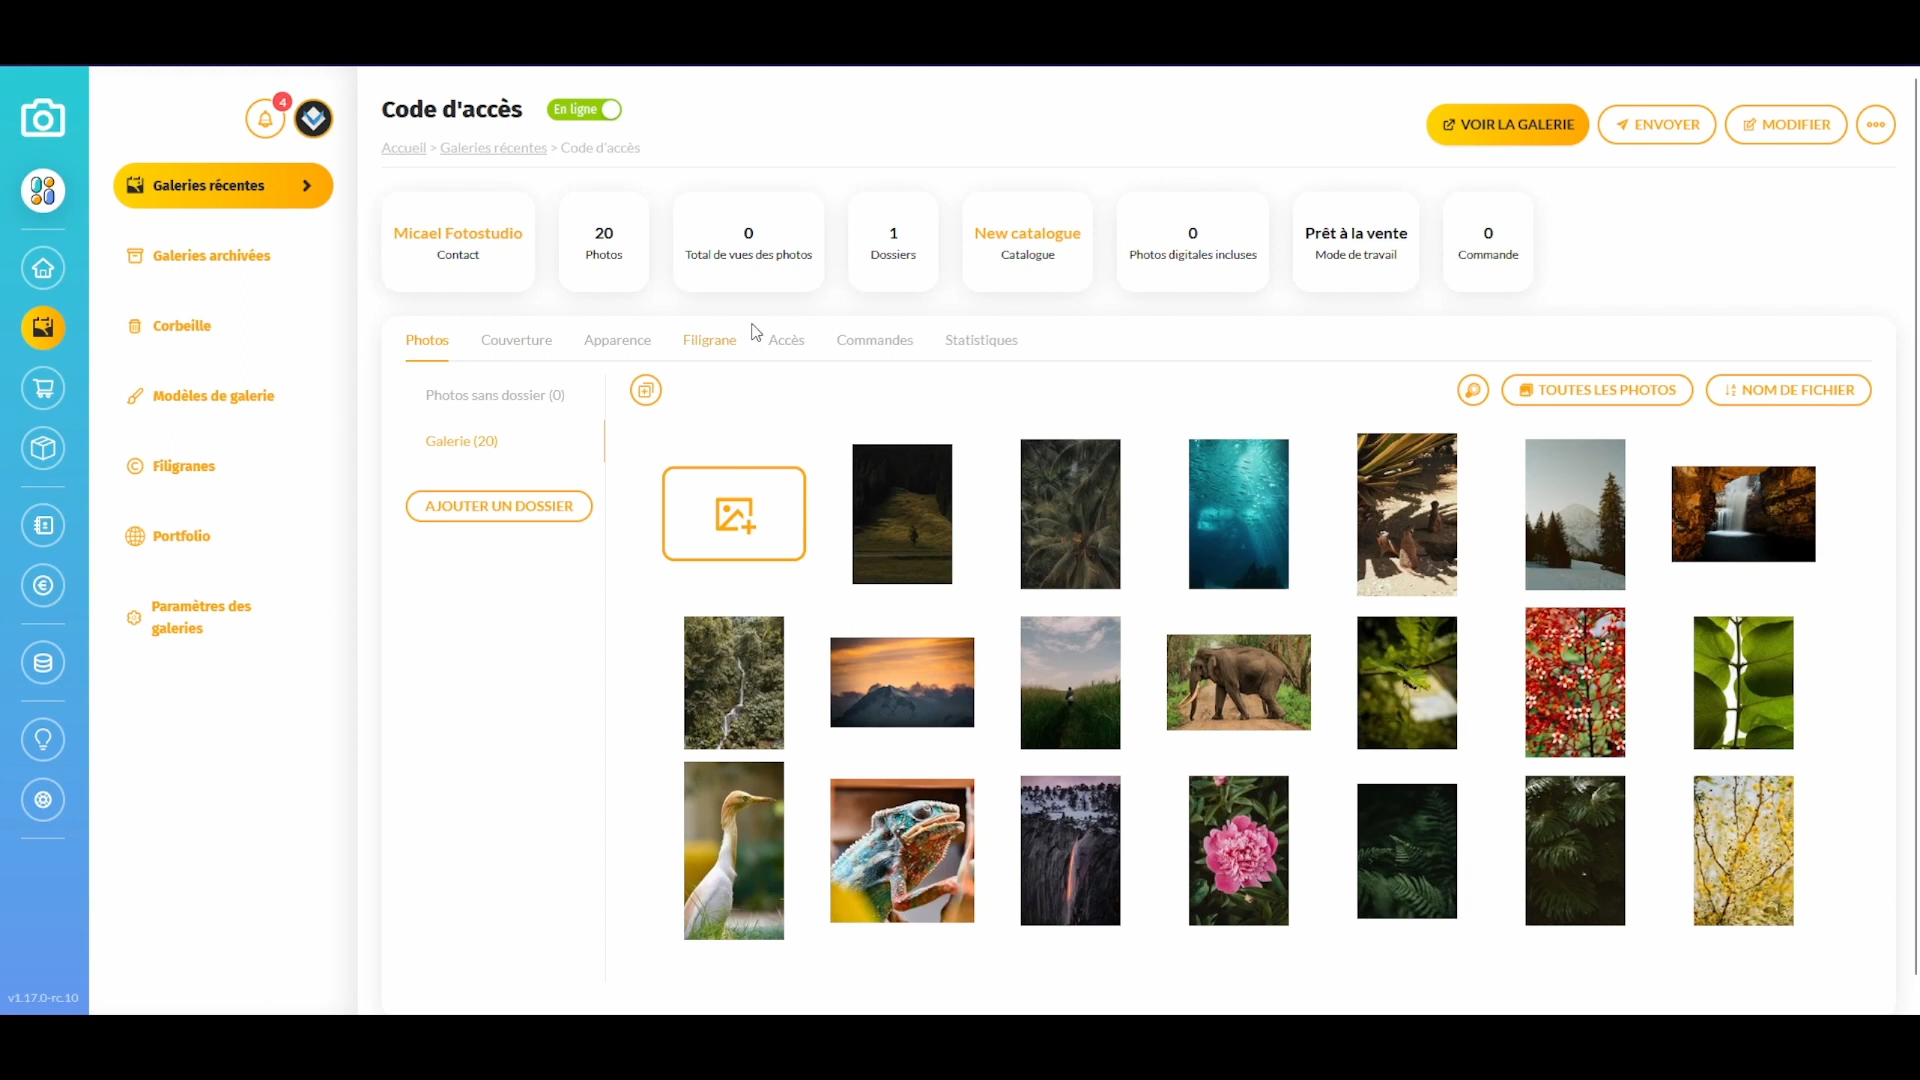 4
Code d'accès
En ligne
Accueil > Galeries récentes > Code d'accès
VOIR LA GALERIE
ENVOYER
MODIFIER
Galeries récentes
Galeries archivées
Corbeille
Modèles de galerie
Filigranes
Portfolio
Paramètres des
galeries
Micael Fotostudio
Contact
20
Photos
0
Total de vues des photos
1
Dossiers
New catalogue
Catalogue
0
Photos digitales incluses
Prêt à la vente
Mode de travail
0
Commande
Photos
Couverture
Apparence
Filigrane
Accès
Commandes
Statistiques
Photos sans dossier (0)
Galerie (20)
AJOUTER UN DOSSIER
TOUTES LES PHOTOS
NOM DE FICHIER
v1.17.0-rc.10